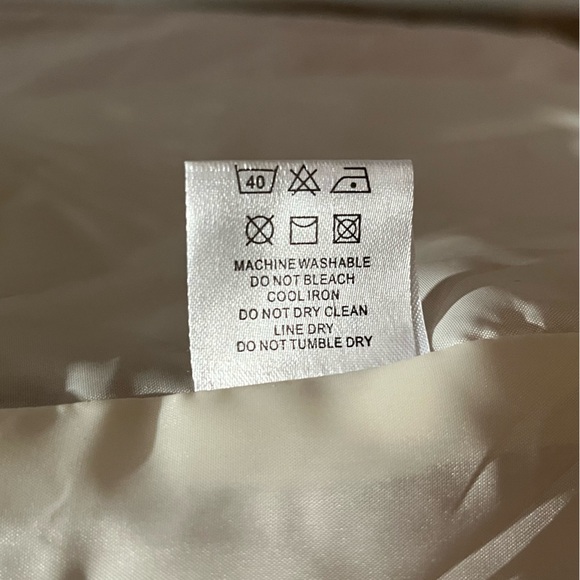 40
MACHINE WASHABLE
DO NOT BLEACH
COOL IRON
DO NOT DRY CLEAN
LINE DRY
DO NOT TUMBLE DRY